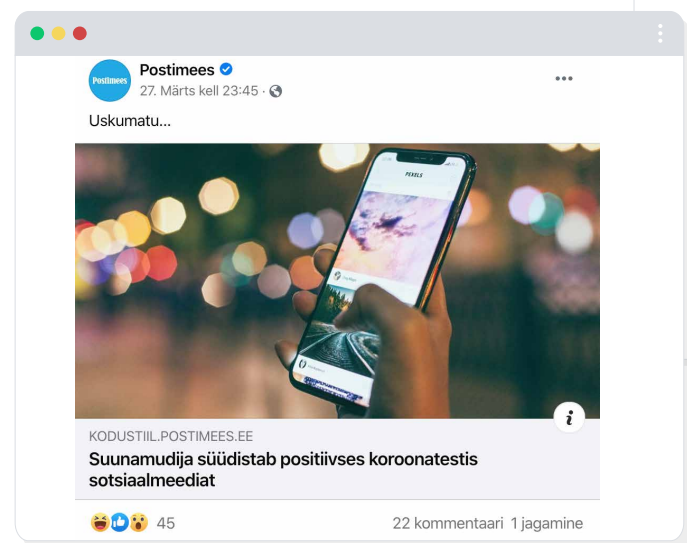 Postimees
Postimees
27. Märts kell 23:45 ·
Uskumatu...
PEXELS
KODUSTIIL.POSTIMEES.EE
Suunamudija süüdistab positiivses koroonatestis
sotsiaalmeediat
45
22 kommentaari 1 jagamine